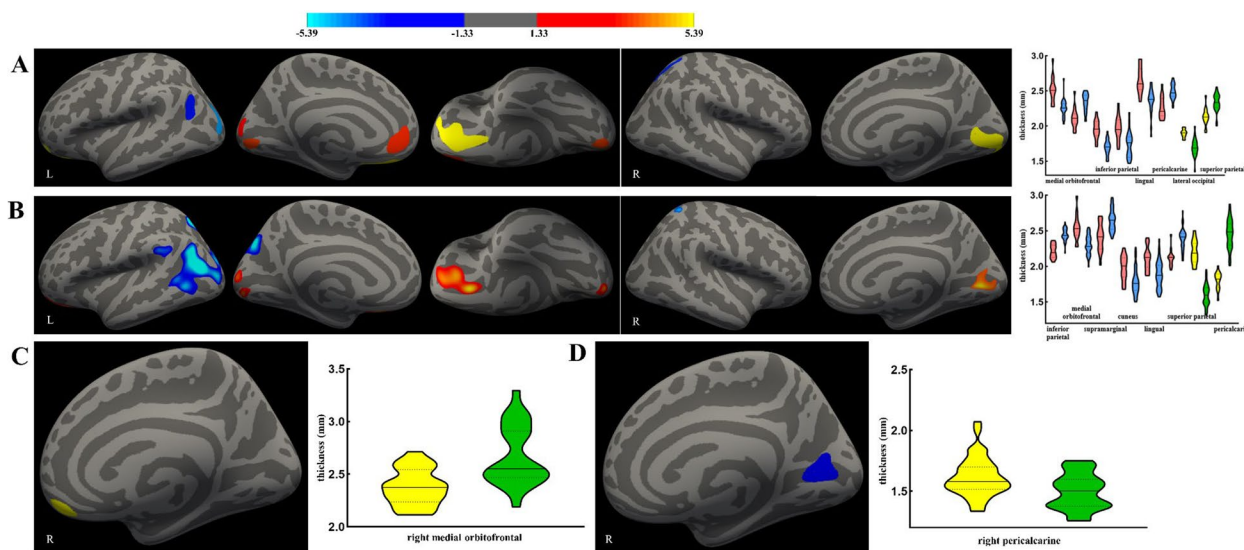 -5.39 -1.33 1.33 5.39
A
L
R
3.0
2.5
2.0
1.5
thickness (mm)
inferior parietal pericalcarine superior parietal
medial orbitofrontal lingual lateral occipital
B
L
R
3.0
2.5
2.0
1.5
thickness (mm)
medial orbitofrontal cuneus superior parietal
inferior parietal supramarginal lingual pericalcari
C
R
3.5
3.0
2.5
2.0
thickness (mm)
right medial orbitofrontal
D
R
2.5
2.0
1.5
thickness (mm)
right pericalcarine